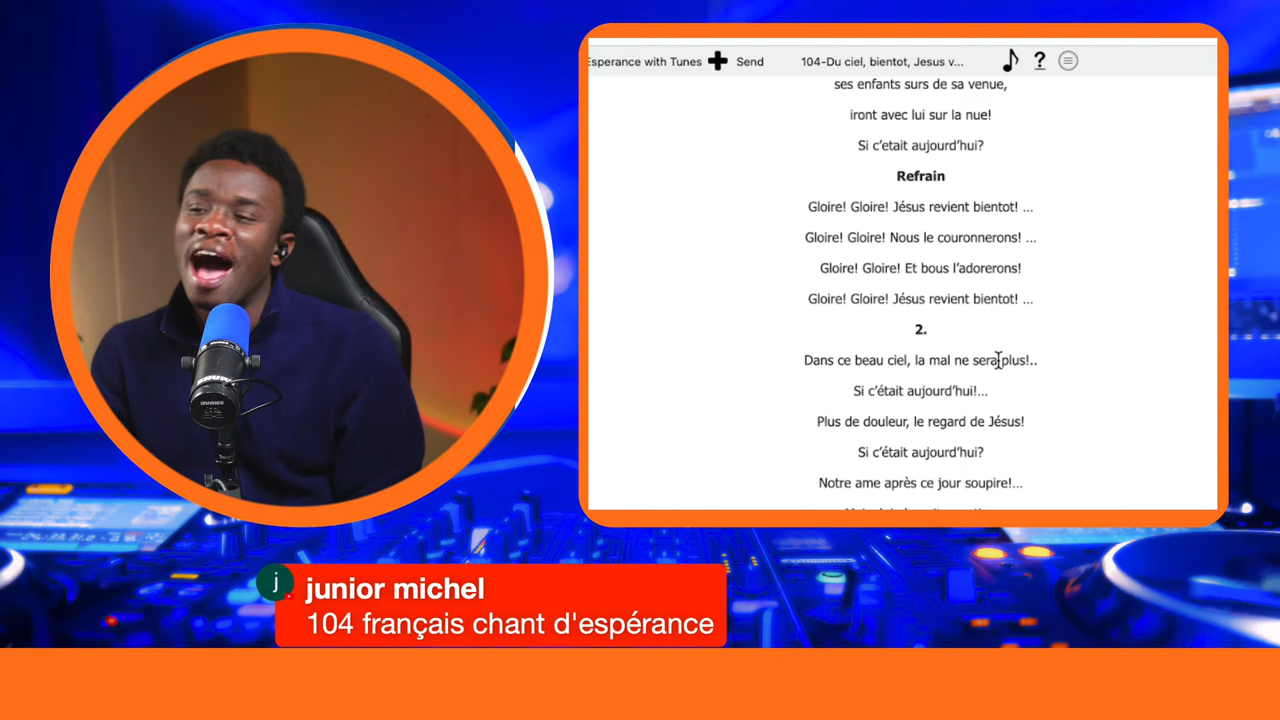 Esperance with Tunes
Send
104-Du ciel, bientot, Jesus v...
?
ses enfants surs de sa venue,
iront avec lui sur la nue!
Si c'etait aujourd'hui?
Refrain
Gloire! Gloire! Jésus revient bientot! ...
Gloire! Gloire! Nous le couronnerons! ...
Gloire! Gloire! Et bous l'adorerons!
Gloire! Gloire! Jésus revient bientot! ...
2.
Dans ce beau ciel, la mal ne sera plus!..
Si c'était aujourd'hui!...
Plus de douleur, le regard de Jésus!
Si c'était aujourd'hui?
Notre ame après ce jour soupire!...
SHURE
j
junior michel
104 français chant d'espérance